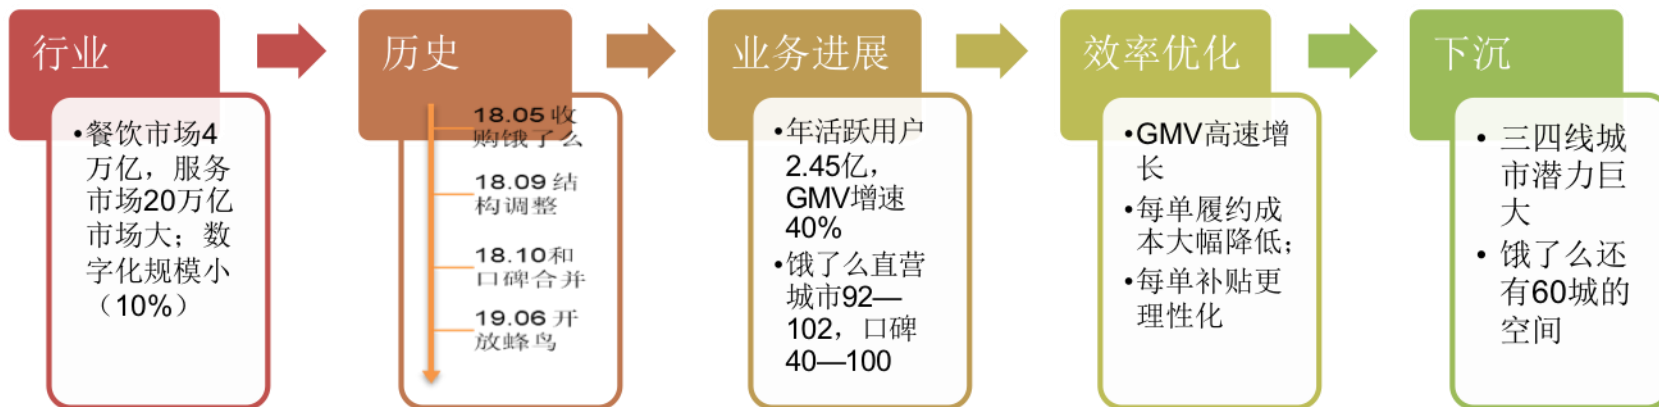 行业
•餐饮市场4
万亿，服务
市场20万亿
市场大；数
字化规模小
（10%）
历史
18.05 收
购饿了么
18.09 结
构调整
18.10和
口碑合并
19.06 开
放蜂鸟
业务进展
•年活跃用户
2.45亿，
GMV增速
40%
•饿了么直营
城市92—
102，口碑
40—100
效率优化
•GMV高速增
长
•每单履约成
本大幅降低；
•每单补贴更
理性化
下沉
• 三四线城
市潜力巨
大
• 饿了么还
有60城的
空间